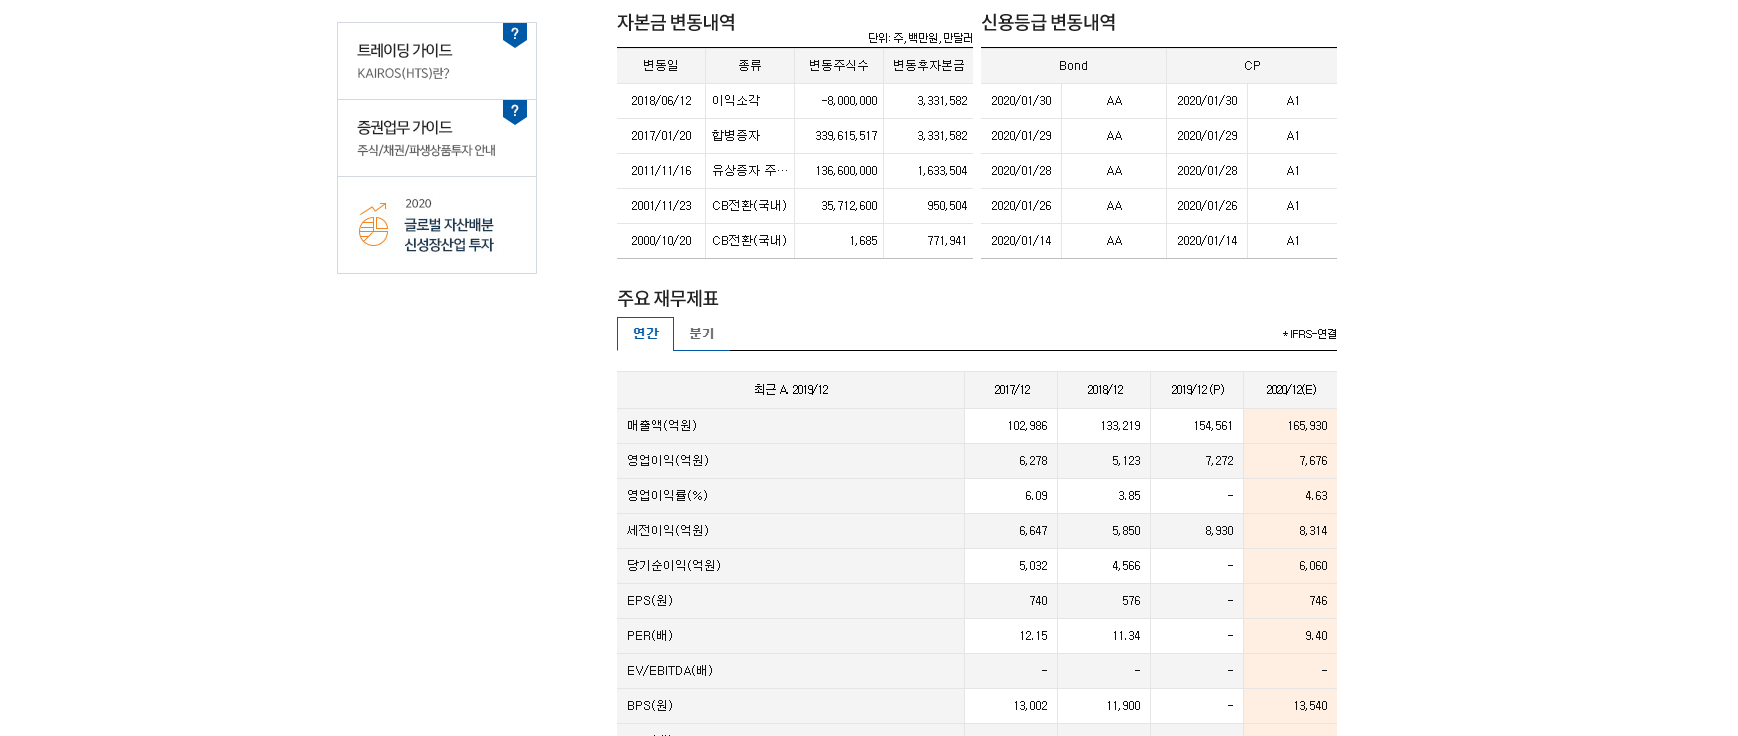 트레이딩 가이드
KAIROS(HTS)란?
?
증권업무 가이드
주식/채권/파생상품투자 안내
?
2020
글로벌 자산배분
신성장산업 투자
자본금 변동내역
단위: 주,백만원,만달러
변동일 종류 변동주식수 변동후자본금
2018/06/12 이익소각 -8,000,000 3,331,582
2017/01/20 합병증자 339,615,517 3,331,582
2011/11/16 유상증자 주… 136,600,000 1,633,504
2001/11/23 CB전환(국내) 35,712,600 950,504
2000/10/20 CB전환(국내) 1,685 771,941
신용등급 변동내역
Bond CP
2020/01/30 AA 2020/01/30 A1
2020/01/29 AA 2020/01/29 A1
2020/01/28 AA 2020/01/28 A1
2020/01/26 AA 2020/01/26 A1
2020/01/14 AA 2020/01/14 A1
주요 재무제표
연간 분기 * IFRS-연결
최근 A. 2019/12 2017/12 2018/12 2019/12 (P) 2020/12(E)
매출액(억원) 102,986 133,219 154,561 165,930
영업이익(억원) 6,278 5,123 7,272 7,676
영업이익률(%) 6.09 3.85 - 4.63
세전이익(억원) 6,647 5,850 8,930 8,314
당기순이익(억원) 5,032 4,566 - 6,060
EPS(원) 740 576 - 746
PER(배) 12.15 11.34 - 9.40
EV/EBITDA(배) - - - -
BPS(원) 13,002 11,900 - 13,540